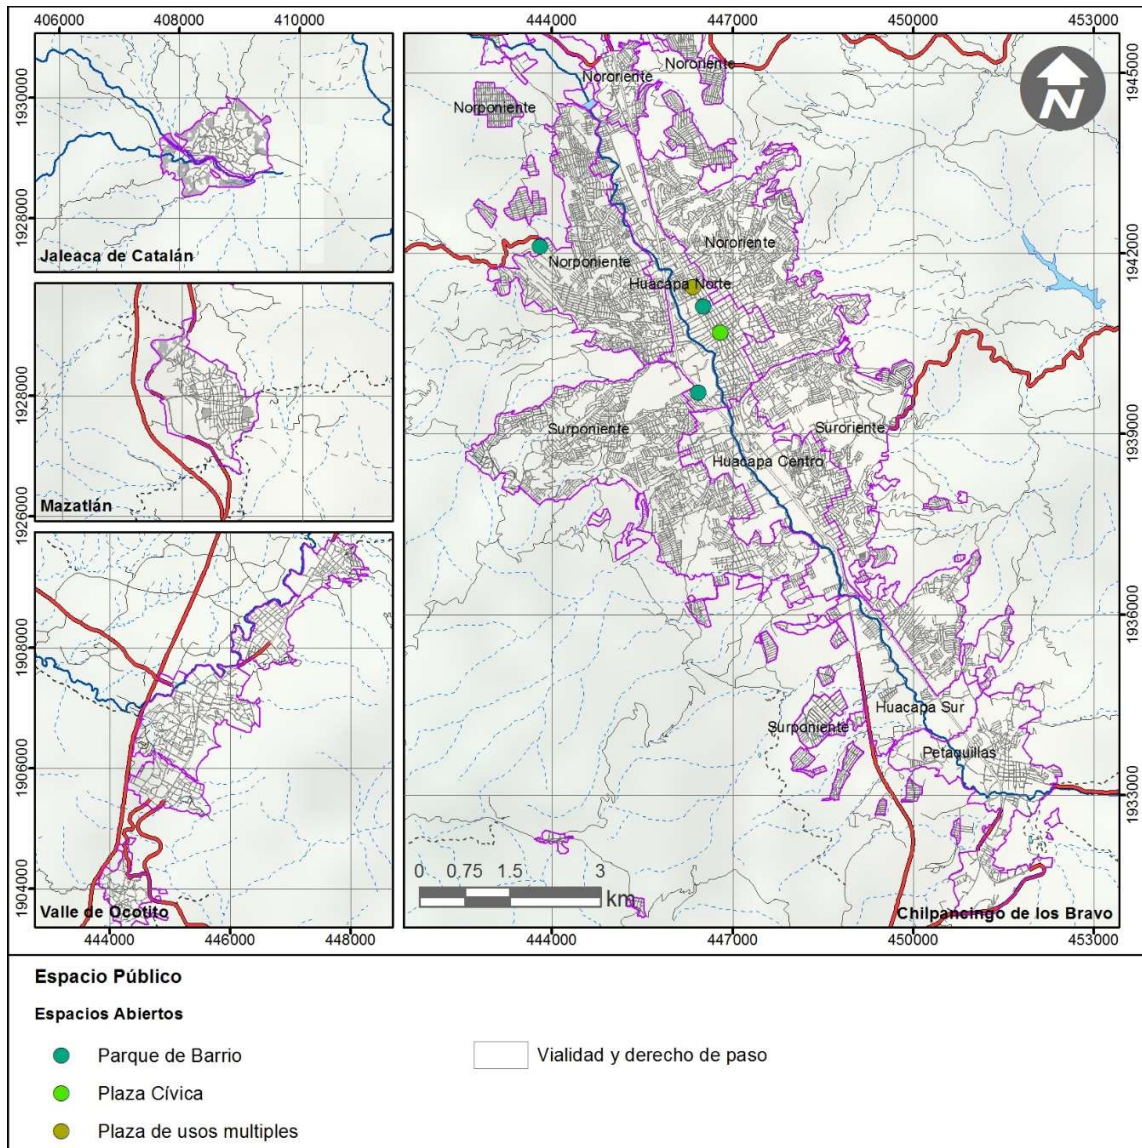 406000 408000 410000
1930000
1928000
Jaleaca de Catalán
1928000
1926000
Mazatlán
1908000
1906000
1904000
Valle de Ocotito
444000 446000 448000
444000 447000 450000 453000
N
Nororiente
Nororiente
Norponiente
1945000
Nororiente
1942000
Norponiente
Huacapa Norte
Surponiente
Suroriente
1939000
Huacapa Centro
1936000
Huacapa Sur
Surponiente
Petaquillas
1933000
0 0.75 1.5 3
km
Chilpancingo de los Bravo
444000 447000 450000 453000
Espacio Público
Espacios Abiertos
Parque de Barrio
Vialidad y derecho de paso
Plaza Cívica
Plaza de usos multiples